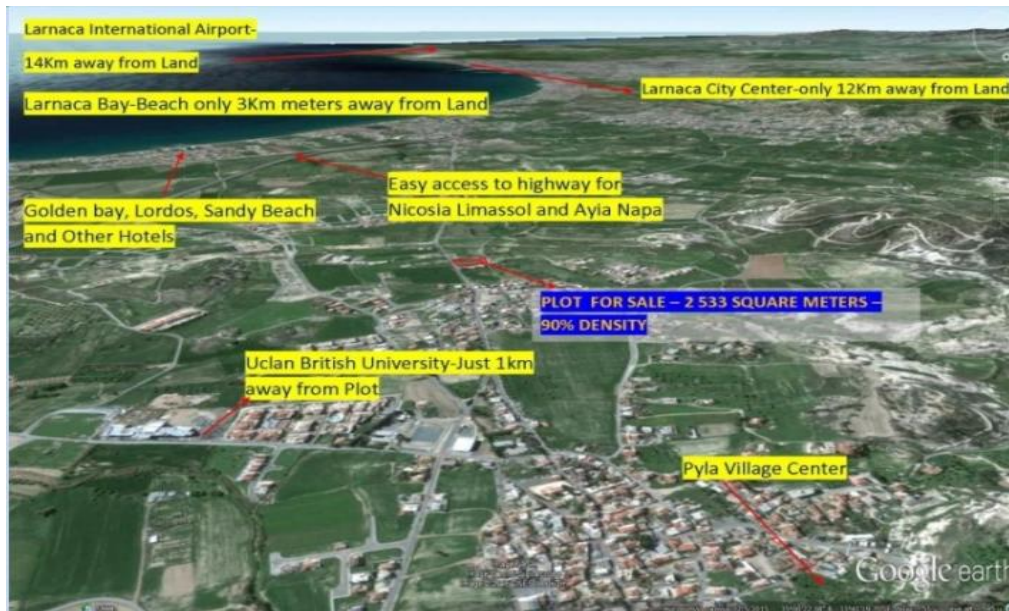 Larnaca International Airport-
14Km away from Land
Larnaca Bay-Beach only 3Km meters away from Land
Larnaca City Center-only 12Km away from Land
Easy access to highway for
Nicosia Limassol and Ayia Napa
Golden bay, Lordos, Sandy Beach
and Other Hotels
PLOT FOR SALE – 2 533 SQUARE METERS –
90% DENSITY
Uclan British University-Just 1km
away from Plot
Pyla Village Center
Google earth